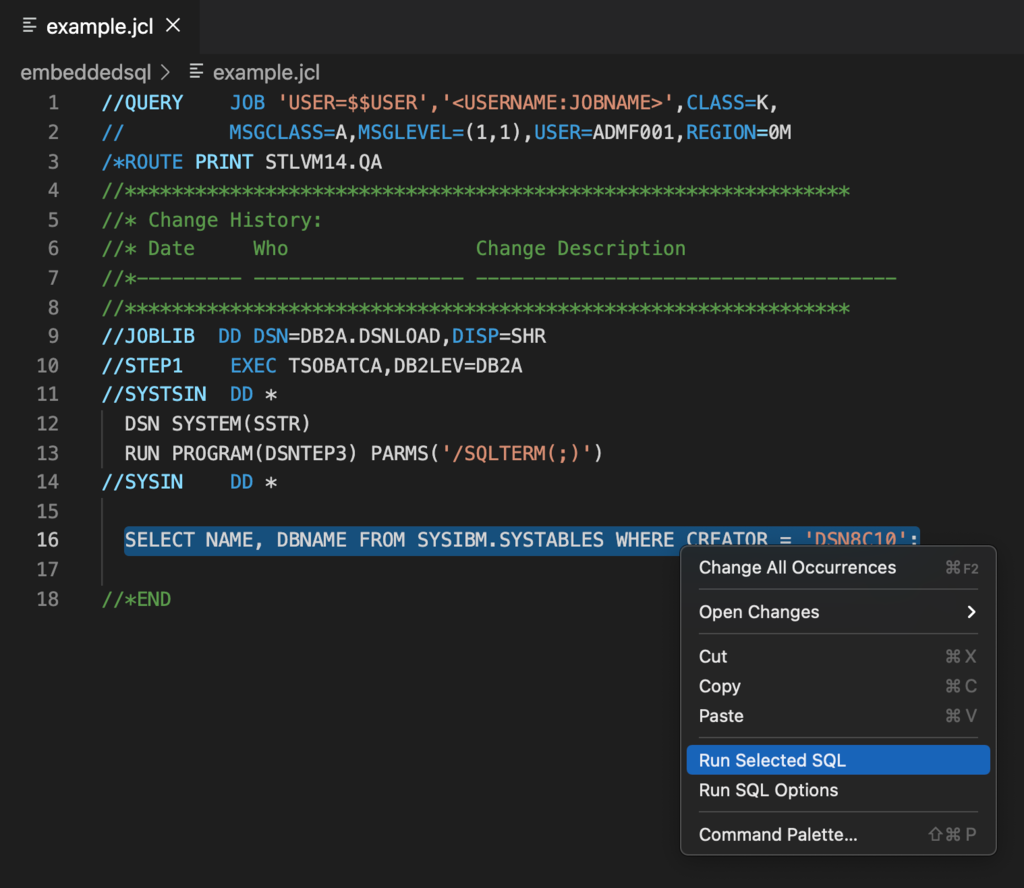 example.jcl
embeddedsql > example.jcl
1 //QUERY    JOB 'USER=$$USER','<USERNAME:JOBNAME>',CLASS=K,
2 //         MSGCLASS=A,MSGLEVEL=(1,1),USER=ADMF001,REGION=0M
3 /*ROUTE PRINT STLVM14.QA
4 //**************************************************************
5 //* Change History:
6 //* Date     Who                Change Description
7 //*--------- ------------------ ------------------------------------
8 //**************************************************************
9 //JOBLIB  DD DSN=DB2A.DSNLOAD,DISP=SHR
10 //STEP1    EXEC TSOBATCA,DB2LEV=DB2A
11 //SYSTSIN  DD *
12   DSN SYSTEM(SSTR)
13   RUN PROGRAM(DSNTEP3) PARMS('/SQLTERM(;)')
14 //SYSIN    DD *
15
16   SELECT NAME, DBNAME FROM SYSIBM.SYSTABLES WHERE CREATOR = 'DSN8C10';
17
18 //*END
Change All Occurrences ⌘F2
Open Changes >
Cut ⌘X
Copy ⌘C
Paste ⌘V
Run Selected SQL
Run SQL Options
Command Palette... ⇧⌘P